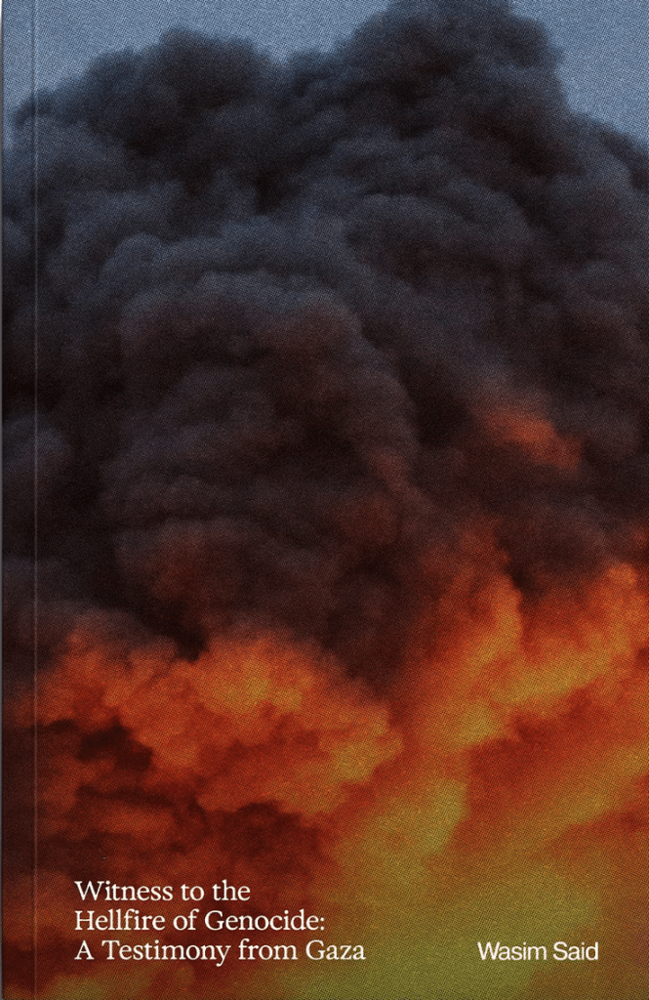 Witness to the
Hellfire of Genocide:
A Testimony from Gaza
Wasim Said